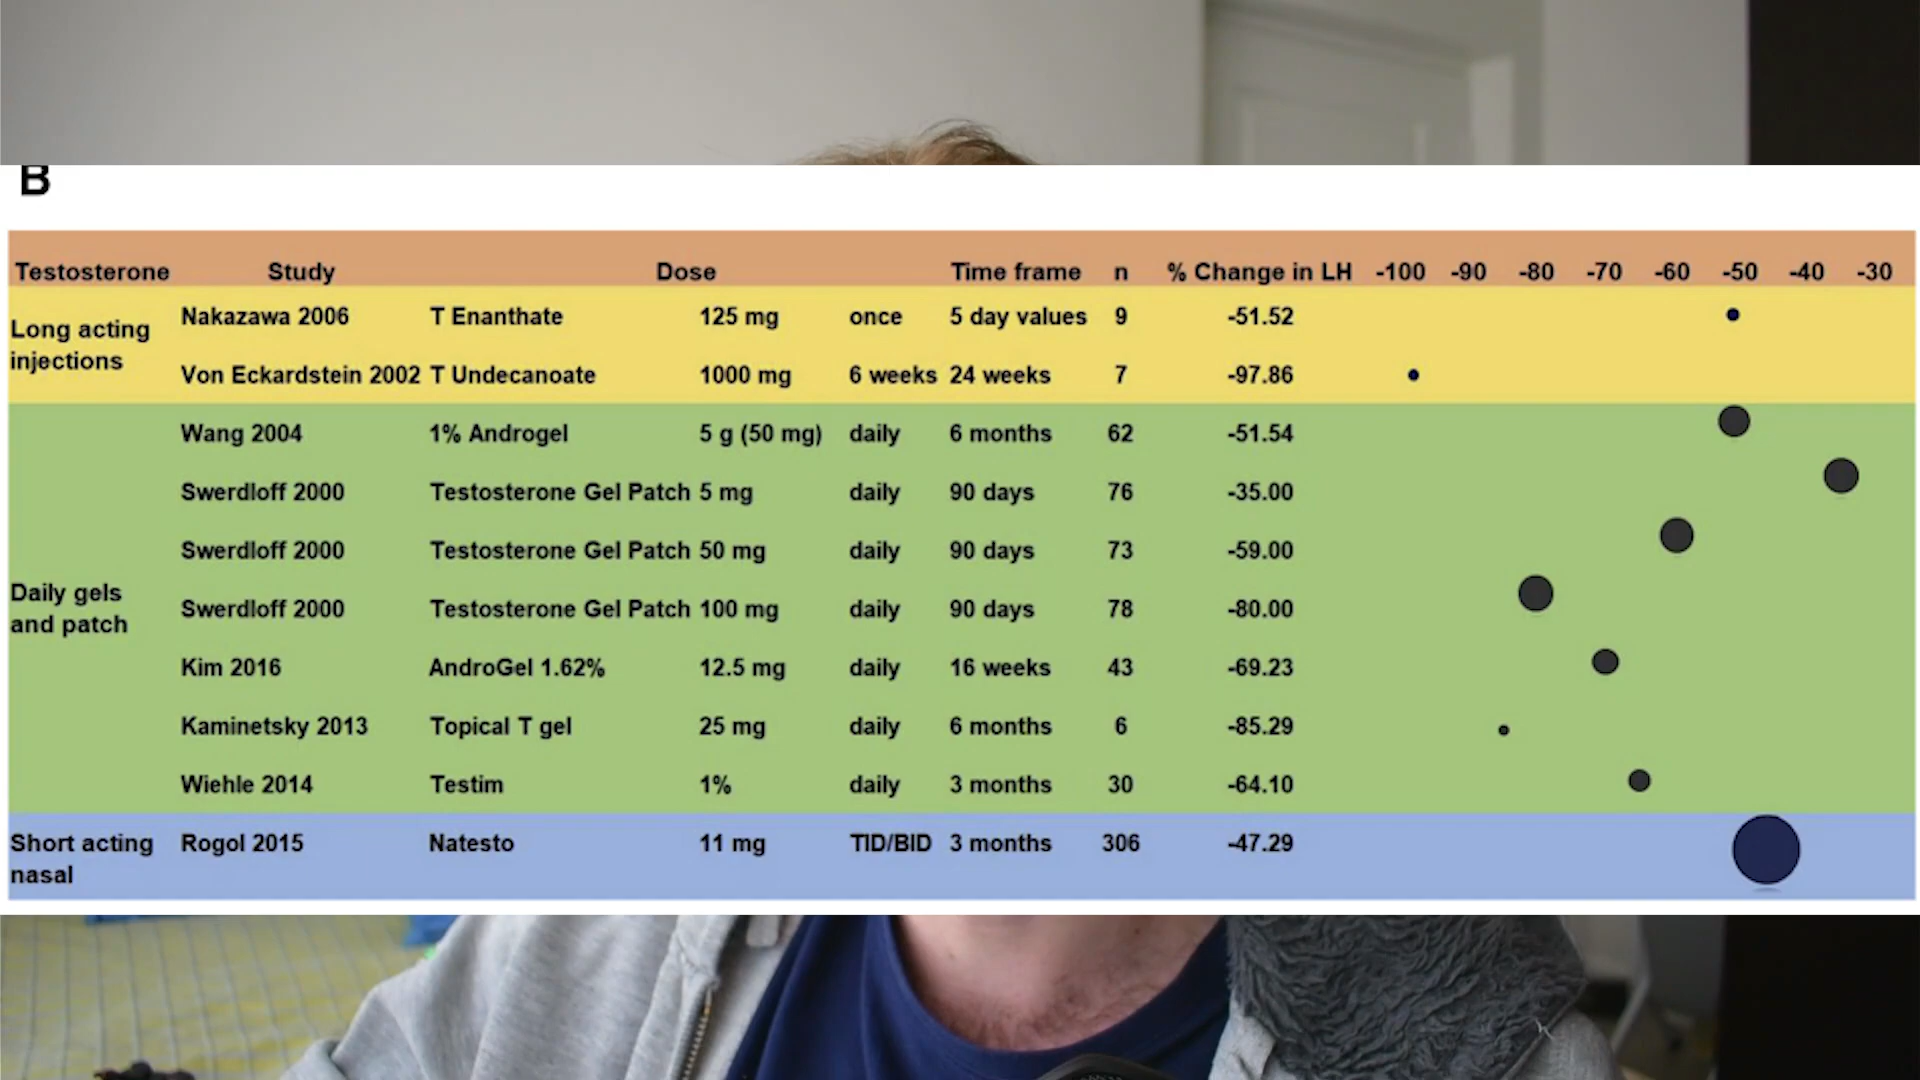 B
Testosterone Study Dose Time frame n % Change in LH -100 -90 -80 -70 -60 -50 -40 -30
Long acting injections
Nakazawa 2006 T Enanthate 125 mg once 5 day values 9 -51.52
Von Eckardstein 2002 T Undecanoate 1000 mg 6 weeks 24 weeks 7 -97.86
Daily gels and patch
Wang 2004 1% Androgel 5 g (50 mg) daily 6 months 62 -51.54
Swerdloff 2000 Testosterone Gel Patch 5 mg daily 90 days 76 -35.00
Swerdloff 2000 Testosterone Gel Patch 50 mg daily 90 days 73 -59.00
Swerdloff 2000 Testosterone Gel Patch 100 mg daily 90 days 78 -80.00
Kim 2016 AndroGel 1.62% 12.5 mg daily 16 weeks 43 -69.23
Kaminetsky 2013 Topical T gel 25 mg daily 6 months 6 -85.29
Wiehle 2014 Testim 1% daily 3 months 30 -64.10
Short acting nasal
Rogol 2015 Natesto 11 mg TID/BID 3 months 306 -47.29